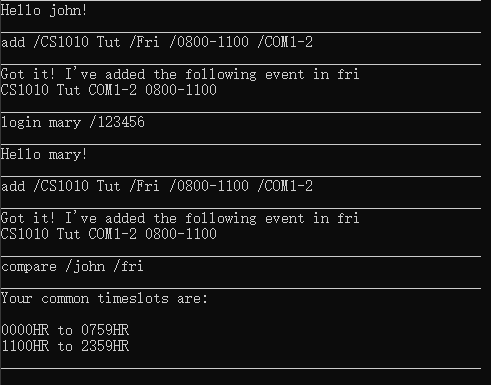 Hello john!
add /CS1010 Tut /Fri /0800-1100 /COM1-2
Got it! I've added the following event in fri
CS1010 Tut COM1-2 0800-1100
login mary /123456
Hello mary!
add /CS1010 Tut /Fri /0800-1100 /COM1-2
Got it! I've added the following event in fri
CS1010 Tut COM1-2 0800-1100
compare /john /fri
Your common timeslots are:
0000HR to 0759HR
1100HR to 2359HR